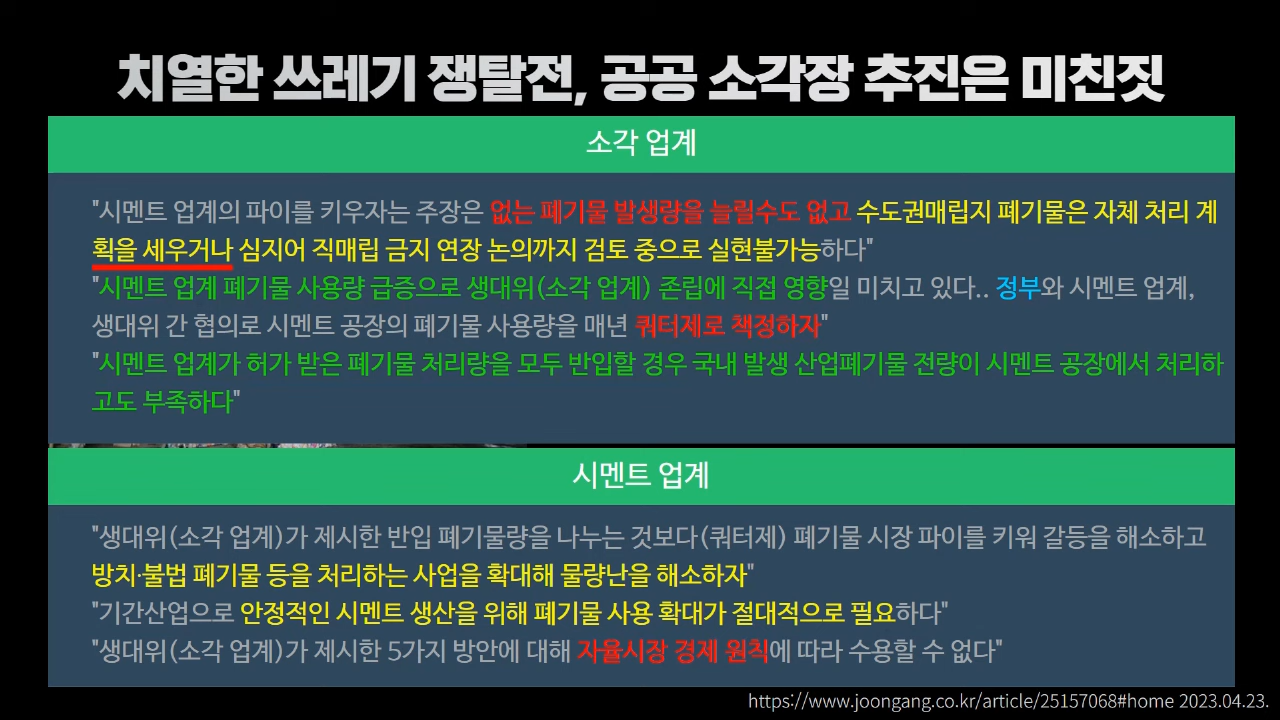 치열한 쓰레기 쟁탈전, 공공 소각장 추진은 미친짓
소각 업계
"시멘트 업계의 파이를 키우자는 주장은 없는 폐기물 발생량을 늘릴수도 없고 수도권매립지 폐기물은 자체 처리 계
획을 세우거나 심지어 직매립 금지 연장 논의까지 검토 중으로 실현불가능하다"
"시멘트 업계 폐기물 사용량 급증으로 생대위(소각 업계) 존립에 직접 영향일 미치고 있다.. 정부와 시멘트 업계,
생대위 간 협의로 시멘트 공장의 폐기물 사용량을 매년 쿼터제로 책정하자"
"시멘트 업계가 허가 받은 폐기물 처리량을 모두 반입할 경우 국내 발생 산업폐기물 전량이 시멘트 공장에서 처리하
고도 부족하다"
시멘트 업계
"생대위(소각 업계)가 제시한 반입 폐기물량을 나누는 것보다(쿼터제) 폐기물 시장 파이를 키워 갈등을 해소하고
방치·불법 폐기물 등을 처리하는 사업을 확대해 물량난을 해소하자"
"기간산업으로 안정적인 시멘트 생산을 위해 폐기물 사용 확대가 절대적으로 필요하다"
"생대위(소각 업계)가 제시한 5가지 방안에 대해 자율시장 경제 원칙에 따라 수용할 수 없다"
https://www.joongang.co.kr/article/25157068#home 2023.04.23.